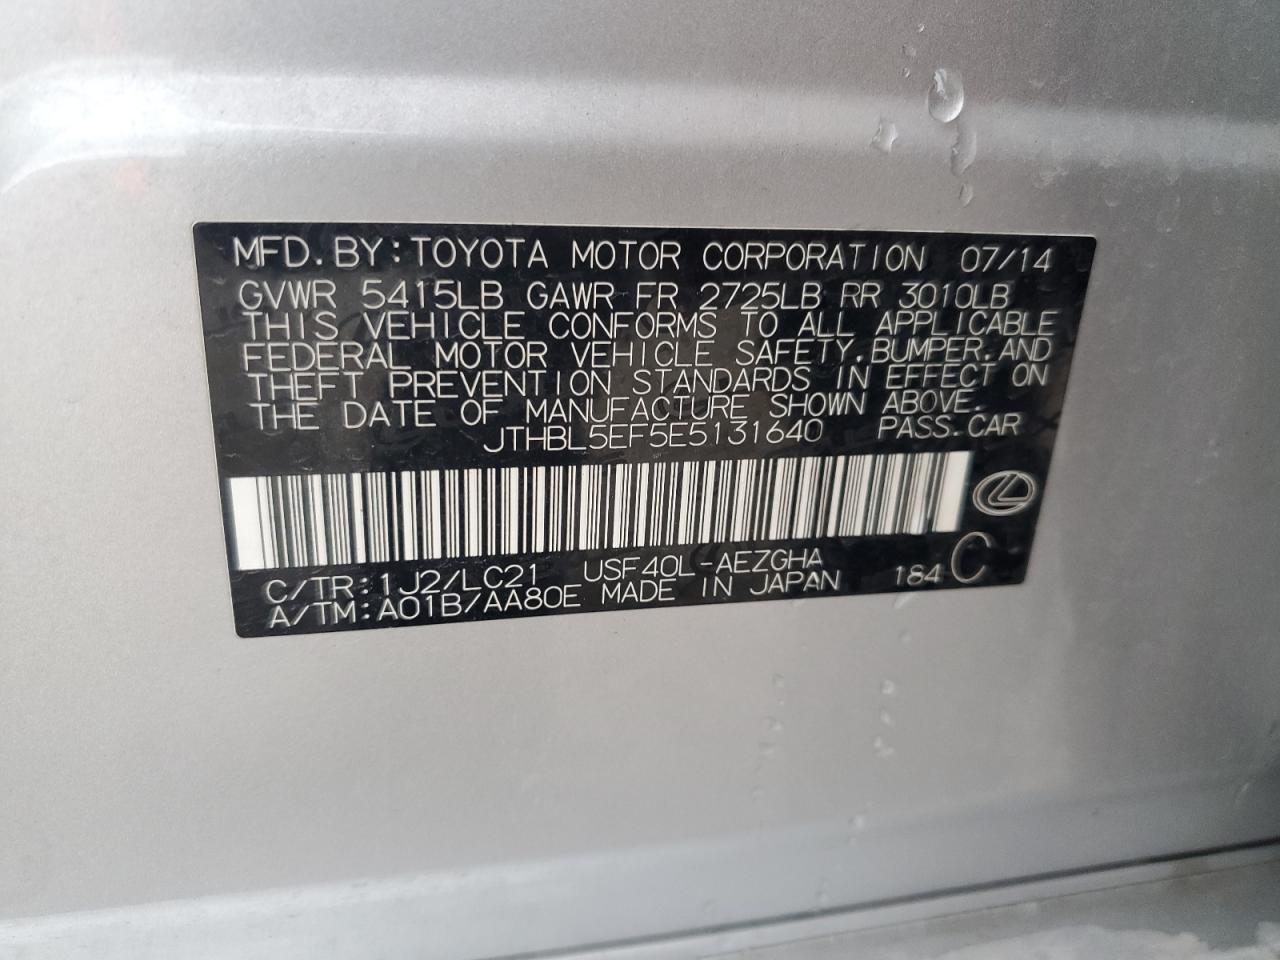 MFD.BY:TOYOTA MOTOR CORPORATION 07/14
GVWR 5415LB GAWR FR 2725LB RR 3010LB
THIS VEHICLE CONFORMS TO ALL APPLICABLE
FEDERAL MOTOR VEHICLE SAFETY,BUMPER,AND
THEFT PREVENTION STANDARDS IN EFFECT ON
THE DATE OF MANUFACTURE SHOWN ABOVE.
JTHBL5EF5E5131640 PASS.CAR
C/TR:1J2/LC21 USF40L-AEZGHA
A/TM:A01B/AA80E MADE IN JAPAN 184 C